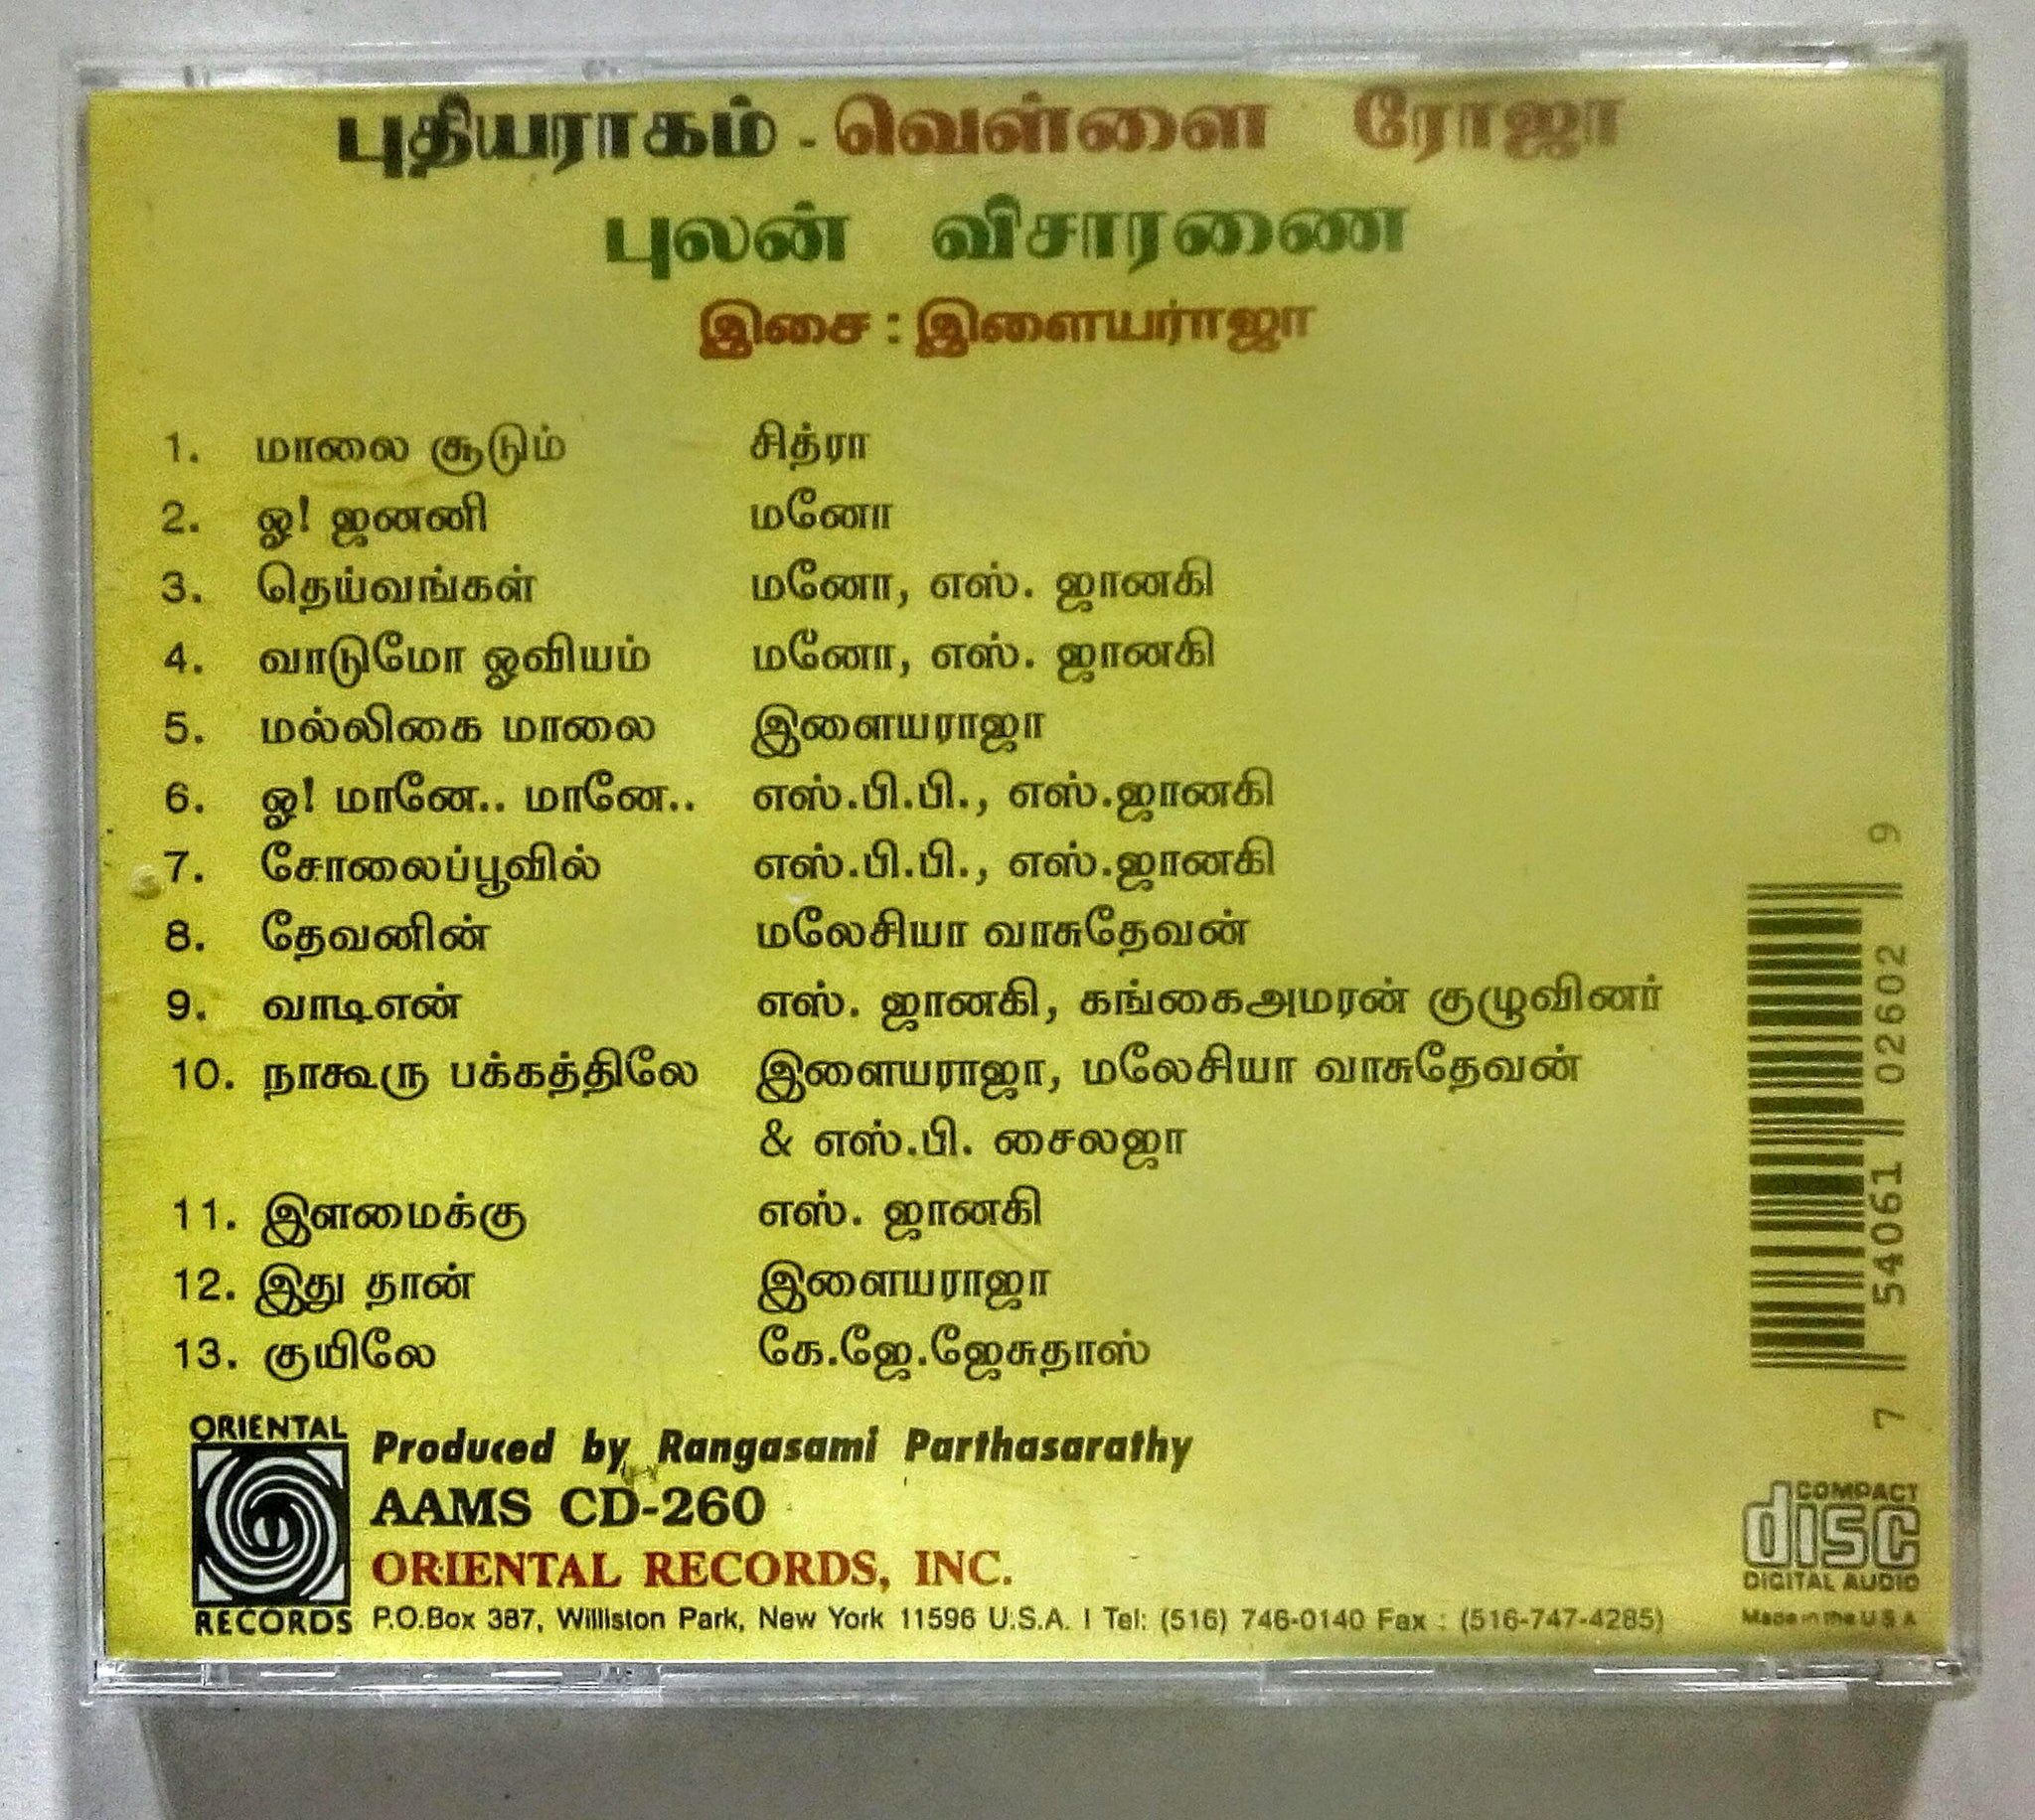 புதியராகம் - வெள்ளை ரோஜா
புலன் விசாரணை
இசை : இளையர்ராஜா
1. மாலை சூடும் சித்ரா
2. ஓ! ஜனனி மனோ
3. தெய்வங்கள் மனோ, எஸ். ஜானகி
4. வாடுமோ ஓவியம் மனோ, எஸ். ஜானகி
5. மல்லிகை மாலை இளையராஜா
6. ஓ! மானே.. மானே.. எஸ்.பி.பி., எஸ்.ஜானகி
7. சோலைப்பூவில் எஸ்.பி.பி., எஸ்.ஜானகி
8. தேவனின் மலேசியா வாசுதேவன்
9. வாடிஎன் எஸ். ஜானகி, கங்கைஅமரன் குழுவினர்
10. நாகூரு பக்கத்திலே இளையராஜா, மலேசியா வாசுதேவன்
& எஸ்.பி. சைலஜா
11. இளமைக்கு எஸ். ஜானகி
12. இது தான் இளையராஜா
13. குயிலே கே.ஜே.ஜேசுதாஸ்
7 54061 02602 9
ORIENTAL
RECORDS
Produced by Rangasami Parthasarathy
AAMS CD-260
ORIENTAL RECORDS, INC.
P.O.Box 387, Williston Park, New York 11596 U.S.A. I Tel: (516) 746-0140 Fax : (516-747-4285)
COMPACT
disc
DIGITAL AUDIO
Made in the U S A